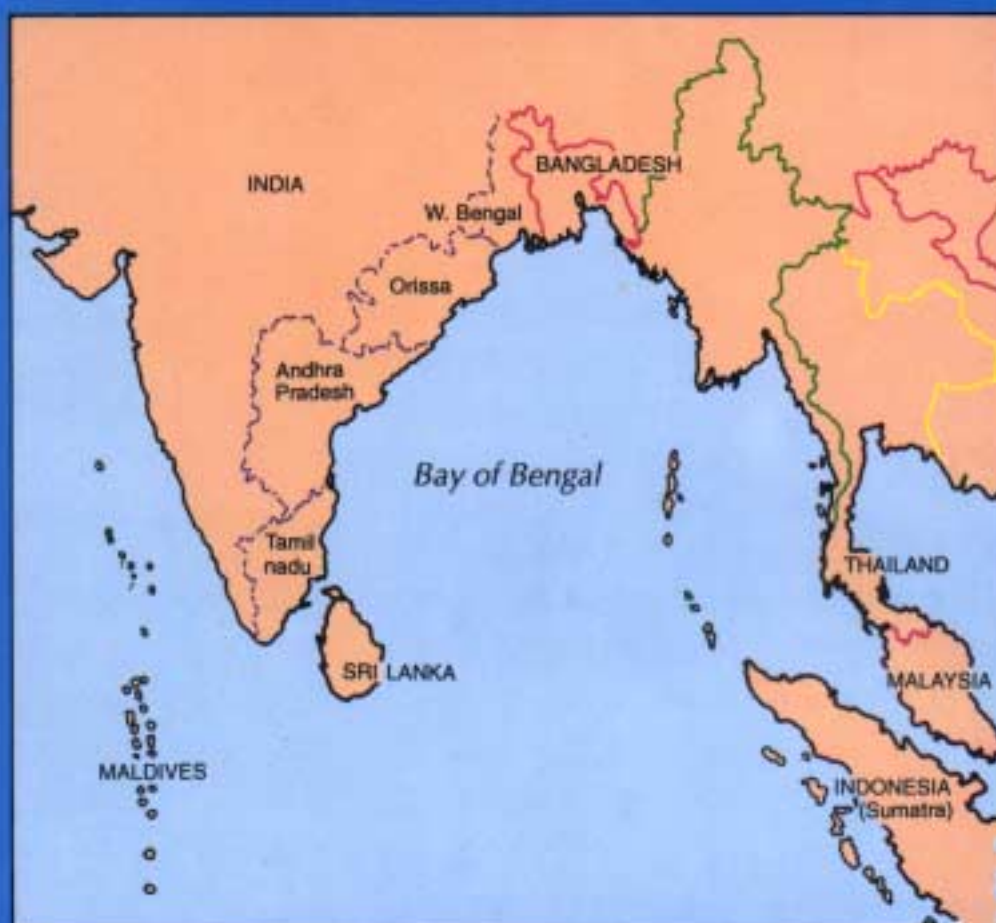 BANGLADESH
INDIA
W. Bengal
Orissa
Andhra
Pradesh
Bay of Bengal
Tamil
nadu
THAILAND
SRI LANKA
MALAYSIA
MALDIVES
INDONESIA
(Sumatra)